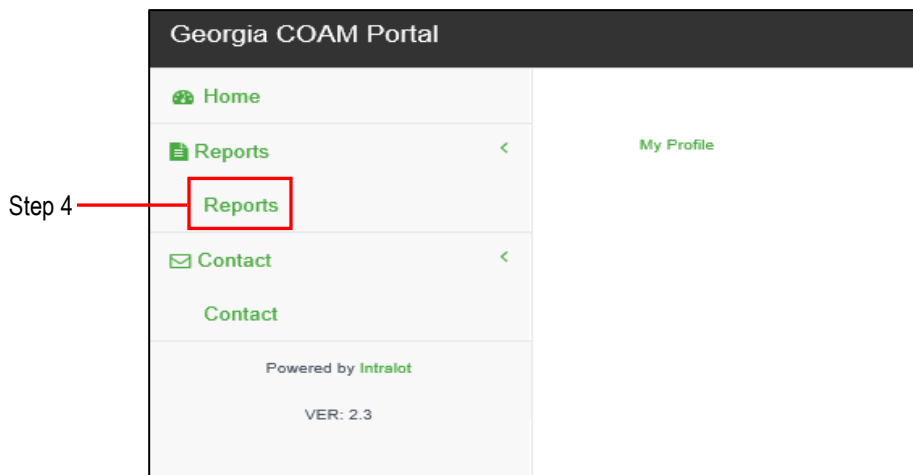 Georgia COAM Portal
Home
Reports
My Profile
Step 4
Reports
Contact
Contact
Powered by Intralot
VER: 2.3